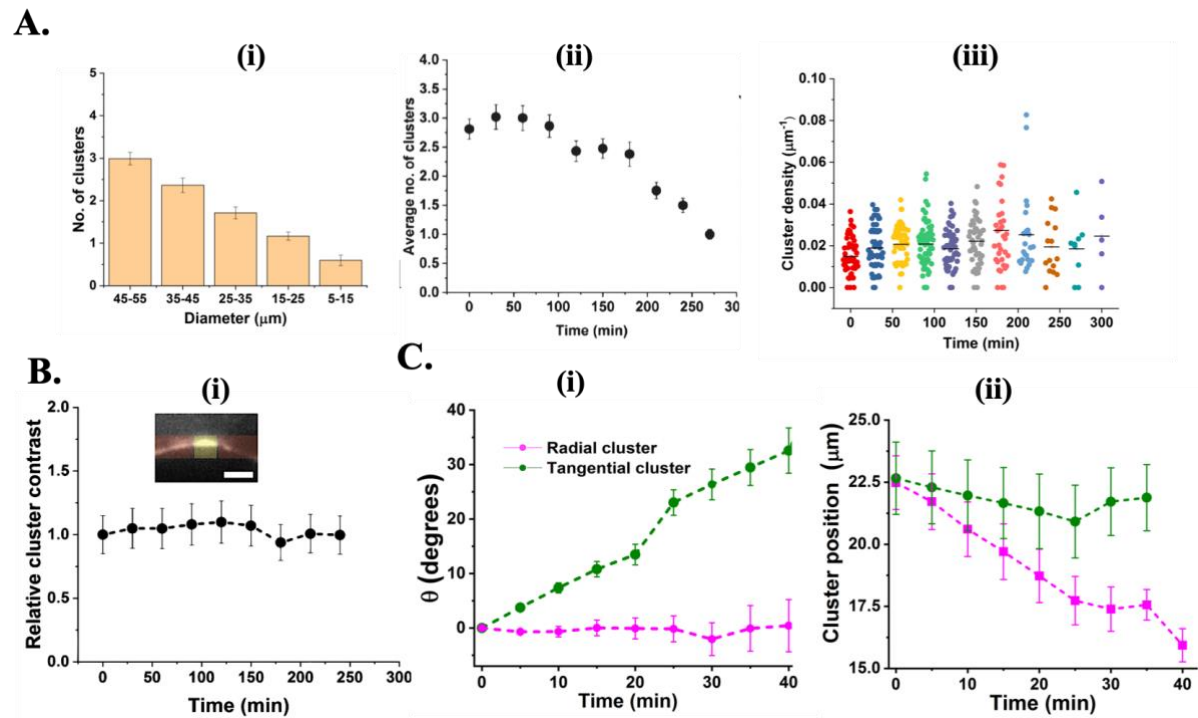 A.
(i)
No. of clusters
5
4
3
2
1
0
45-55 35-45 25-35 15-25 5-15
Diameter (μm)
(ii)
Average no. of clusters
4.0
3.5
3.0
2.5
2.0
1.5
1.0
0.5
0.0
0 50 100 150 200 250 30
Time (min)
(iii)
Cluster density (μm⁻¹)
0.10
0.08
0.06
0.04
0.02
0.00
0 50 100 150 200 250 300
Time (min)
B.
(i)
Relative cluster contrast
2.0
1.5
1.0
0.5
0.0
0 50 100 150 200 250 300
Time (min)
C.
(i)
θ (degrees)
40
30
20
10
0
Radial cluster
Tangential cluster
0 10 20 30 40
Time (min)
(ii)
Cluster position (μm)
25.0
22.5
20.0
17.5
15.0
0 10 20 30 40
Time (min)